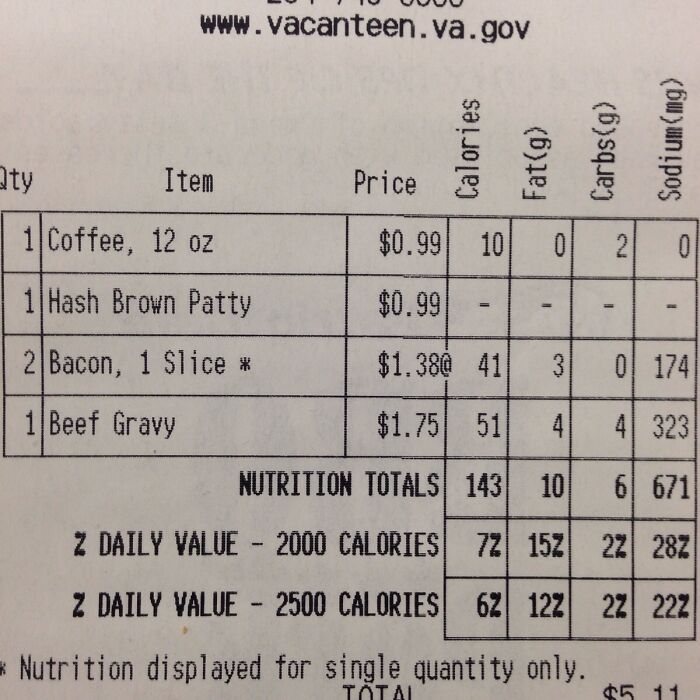 www.vacanteen.va.gov
Qty Item Price Calories Fat(g) Carbs(g) Sodium(mg)
1 Coffee, 12 oz $0.99 10 0 2 0
1 Hash Brown Patty $0.99 - - - -
2 Bacon, 1 Slice * $1.38@ 41 3 0 174
1 Beef Gravy $1.75 51 4 4 323
NUTRITION TOTALS 143 10 6 671
% DAILY VALUE - 2000 CALORIES 7% 15% 2% 28%
% DAILY VALUE - 2500 CALORIES 6% 12% 2% 22%
* Nutrition displayed for single quantity only.
TOTAL $5.11